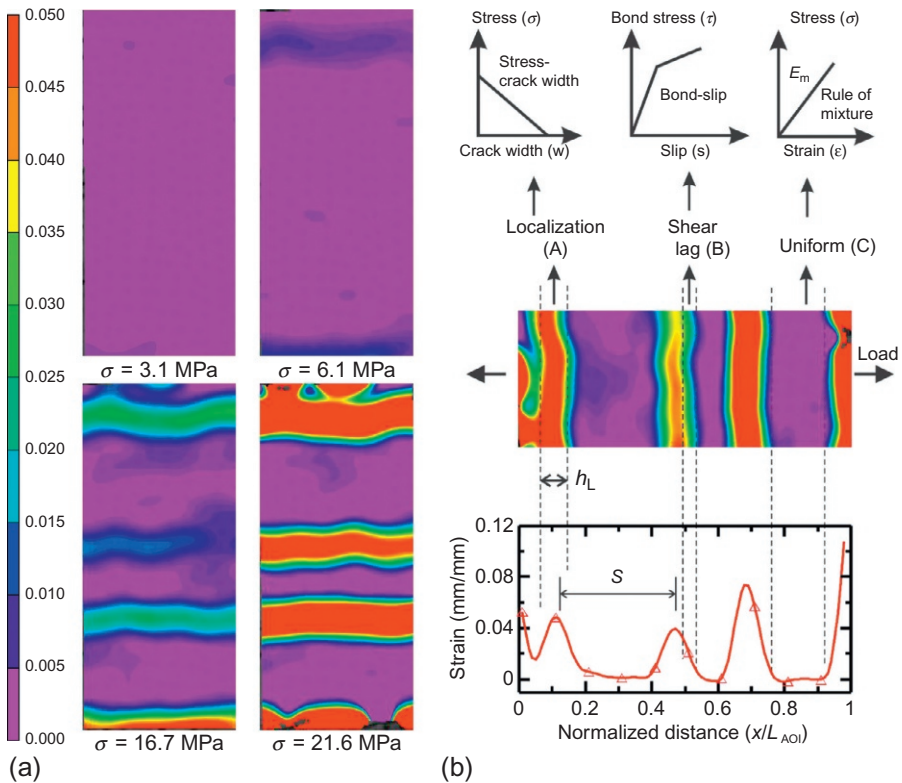 0.050
0.045
0.040
0.035
0.030
0.025
0.020
0.015
0.010
0.005
0.000
σ = 3.1 MPa
σ = 6.1 MPa
σ = 16.7 MPa
σ = 21.6 MPa
(a)
Stress (σ)
Stress-
crack width
Crack width (w)
Bond stress (τ)
Bond-slip
Slip (s)
Stress (σ)
Em
Rule of
mixture
Strain (ε)
Localization
(A)
Shear
lag (B)
Uniform (C)
Load
hL
0.12
0.08
0.04
0
Strain (mm/mm)
S
0 0.2 0.4 0.6 0.8 1
Normalized distance (x/L AOI)
(b)